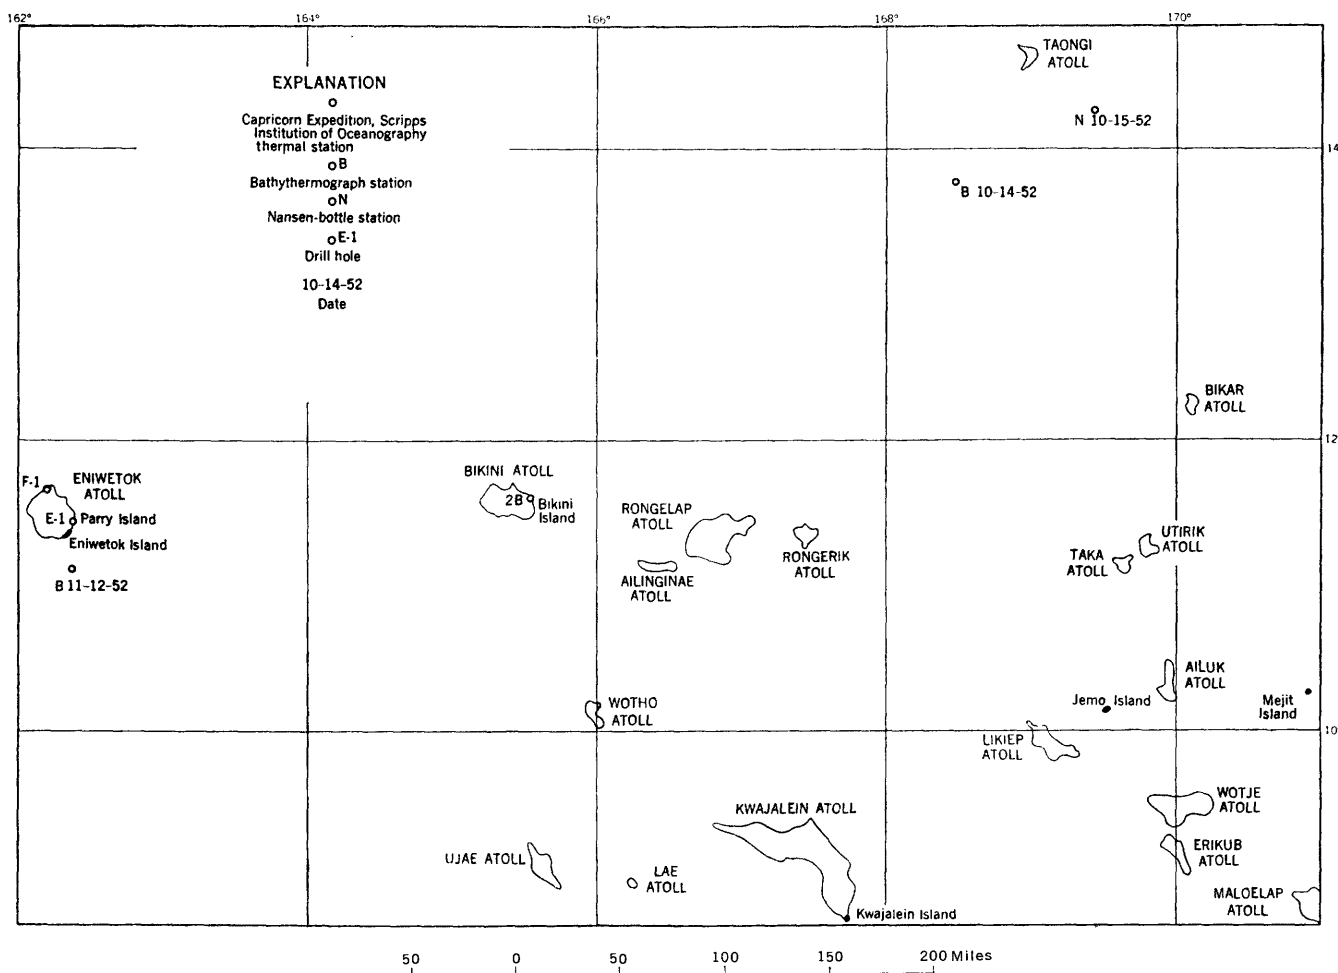 162° 164° 166° 168° 170°
EXPLANATION
Capricorn Expedition, Scripps
Institution of Oceanography
thermal station
B
Bathythermograph station
N
Nansen-bottle station
E-1
Drill hole
10-14-52
Date
TAONGI
ATOLL
N 10-15-52
14
B 10-14-52
BIKAR
ATOLL
12
F-1
ENIWETOK
ATOLL
E-1 Parry Island
Eniwetok Island
B 11-12-52
BIKINI ATOLL
2B
Bikini
Island
RONGELAP
ATOLL
AILINGINAE
ATOLL
RONGERIK
ATOLL
UTIRIK
ATOLL
TAKA
ATOLL
AILUK
ATOLL
Jemo Island
Mejit
Island
WOTHO
ATOLL
10
LIKIEP
ATOLL
WOTJE
ATOLL
KWAJALEIN ATOLL
ERIKUB
ATOLL
UJAE ATOLL
LAE
ATOLL
MALOELAP
ATOLL
Kwajalein Island
50 0 50 100 150 200 Miles